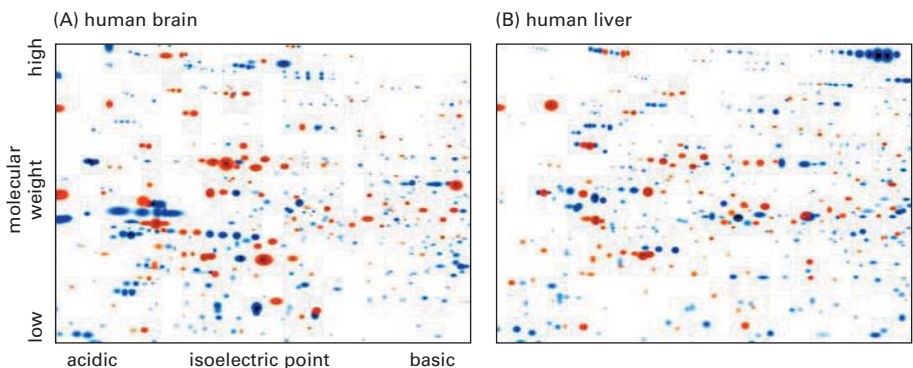 (A) human brain
(B) human liver
high
molecular
weight
low
acidic
isoelectric point
basic